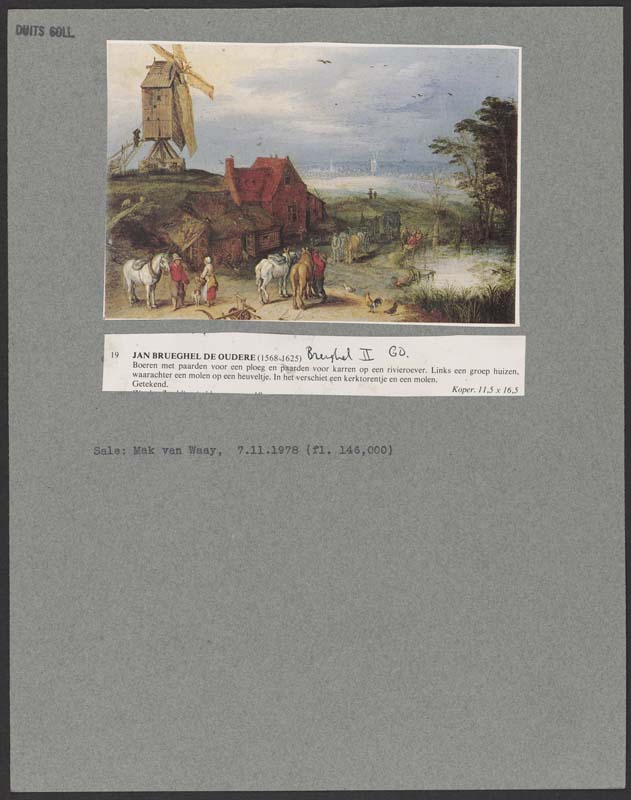 DUITS COLL.
19 JAN BRUEGHEL DE OUDERE (1568-1625) Brueghel II GD.
Boeren met paarden voor een ploeg en paarden voor karren op een rivieroever. Links een groep huizen,
waarachter een molen op een heuveltje. In het verschiet een kerktorentje en een molen.
Getekend.
Koper. 11,5 x 16,5
Sale: Mak van Waay, 7.11.1978 (fl. 146,000)